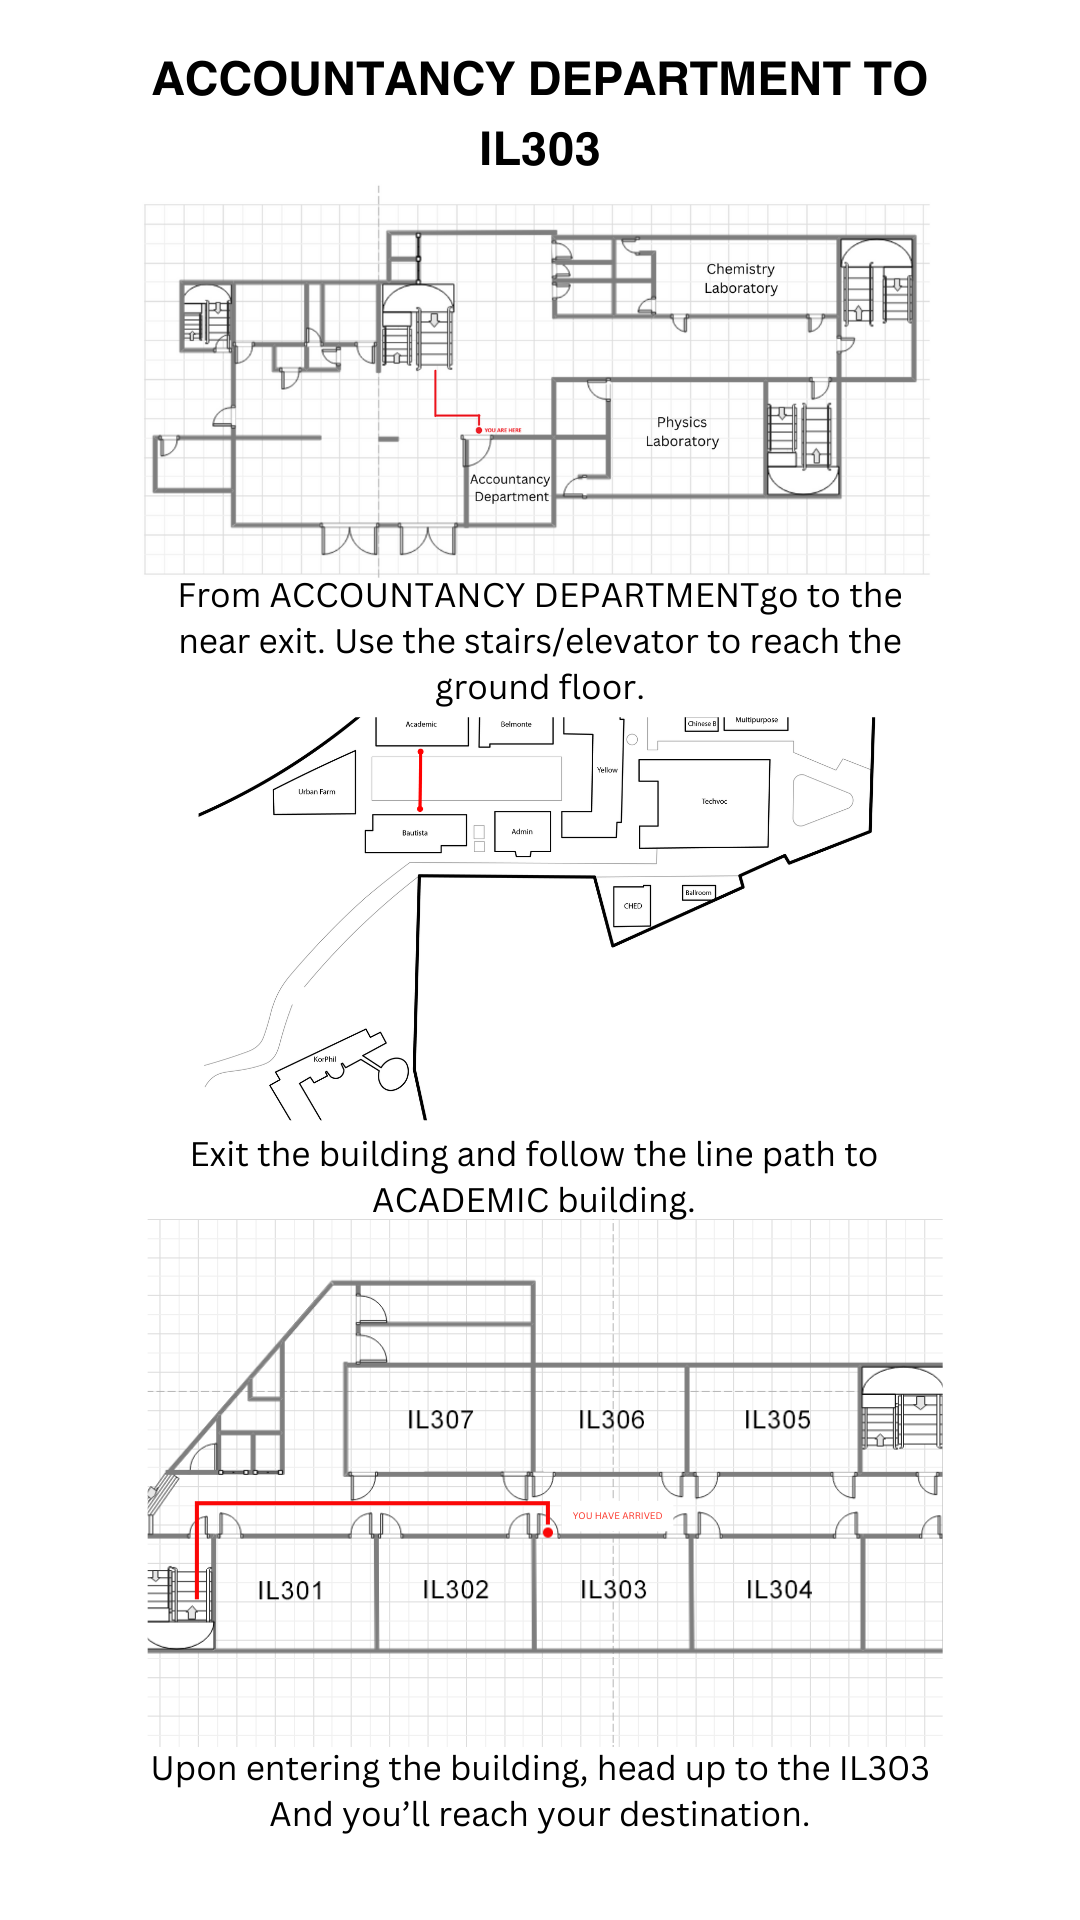 ACCOUNTANCY DEPARTMENT TO
IL303
Chemistry
Laboratory
Physics
Laboratory
YOU ARE HERE
Accountancy
Department
From ACCOUNTANCY DEPARTMENTgo to the
near exit. Use the stairs/elevator to reach the
ground floor.
Academic
Belmonte
Chinese B
Multipurpose
Yellow
Urban Farm
Techvoc
Bautista
Admin
CHED
Ballroom
KorPhil
Exit the building and follow the line path to
ACADEMIC building.
IL307
IL306
IL305
YOU HAVE ARRIVED
IL301
IL302
IL303
IL304
Upon entering the building, head up to the IL303
And you’ll reach your destination.